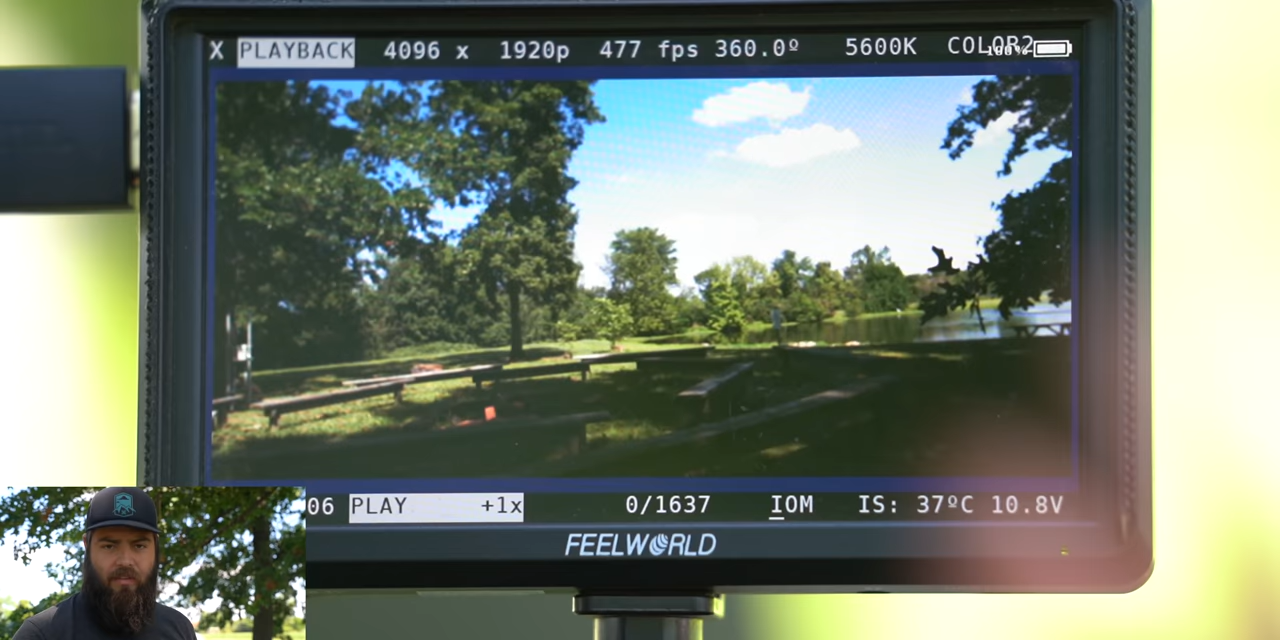 X PLAYBACK 4096 x 1920p 477 fps 360.0º 5600K COLOR2 100%
06 PLAY +1x 0/1637 IOM IS: 37ºC 10.8V
FEELWORLD